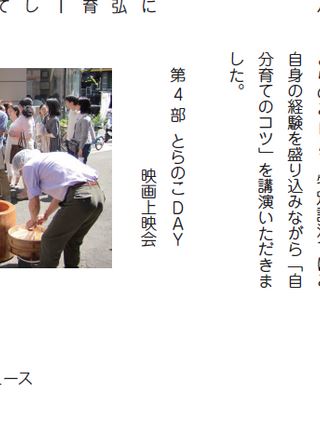 に
弘
育
ー
し
て
自身の経験を盛り込みながら「自
分育てのコツ」を講演いただきま
した。
第4部 とらのこDAY
映画上映会
ース